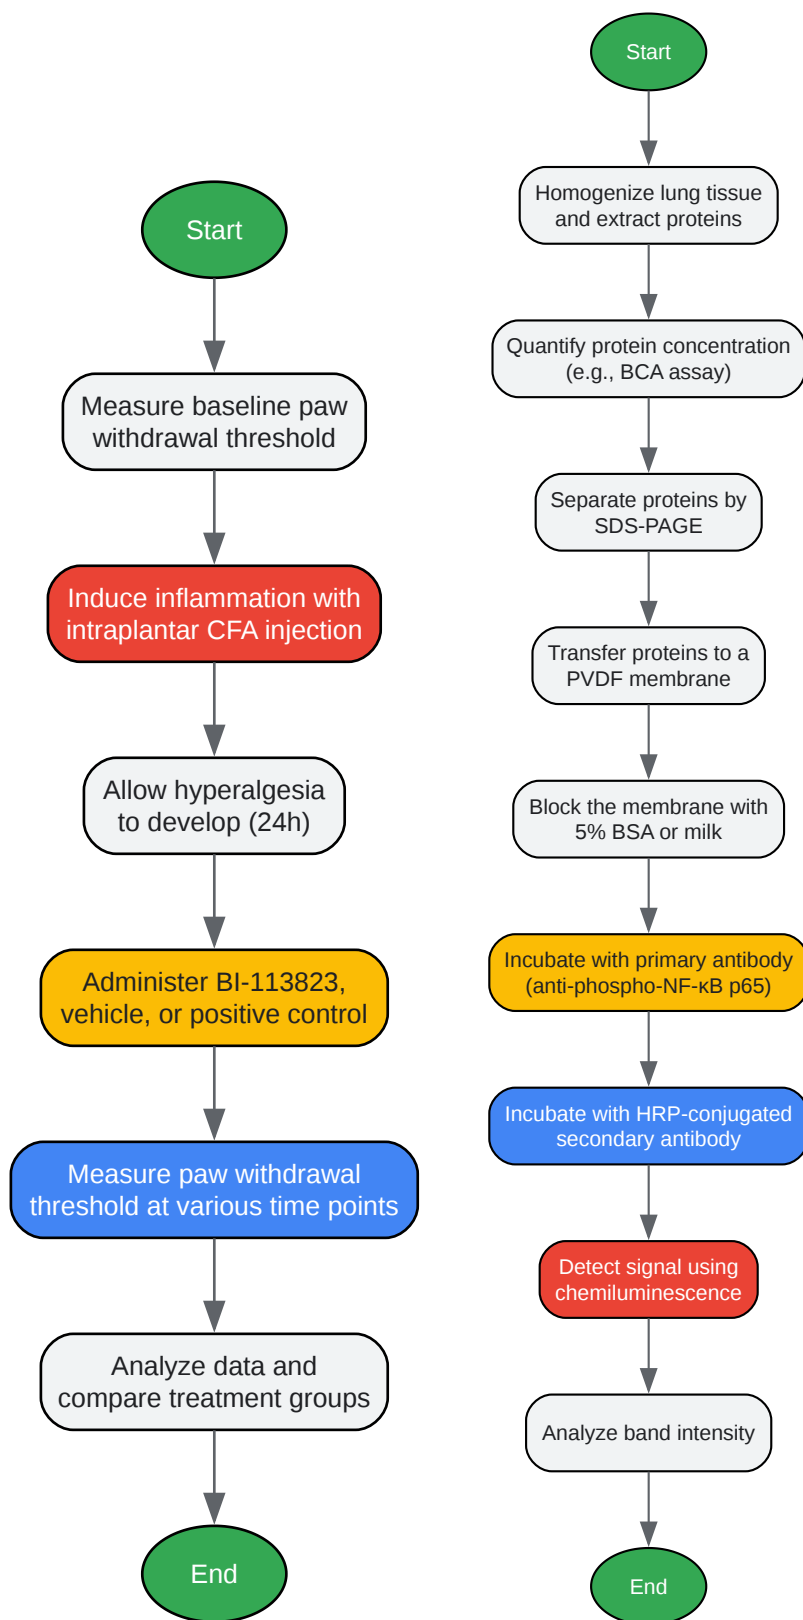 Start
Measure baseline paw
withdrawal threshold
Induce inflammation with
intraplantar CFA injection
Allow hyperalgesia
to develop (24h)
Administer BI-113823,
vehicle, or positive control
Measure paw withdrawal
threshold at various time points
Analyze data and
compare treatment groups
End
Start
Homogenize lung tissue
and extract proteins
Quantify protein concentration
(e.g., BCA assay)
Separate proteins by
SDS-PAGE
Transfer proteins to a
PVDF membrane
Block the membrane with
5% BSA or milk
Incubate with primary antibody
(anti-phospho-NF-κB p65)
Incubate with HRP-conjugated
secondary antibody
Detect signal using
chemiluminescence
Analyze band intensity
End